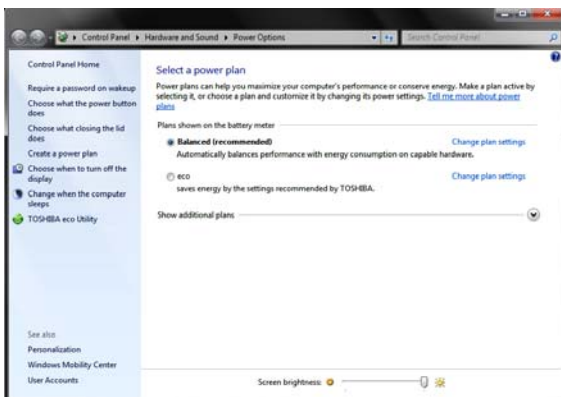 Control Panel ▸ Hardware and Sound ▸ Power Options
Search Control Panel
Control Panel Home
Require a password on wakeup
Choose what the power button
does
Choose what closing the lid
does
Create a power plan
Choose when to turn off the
display
Change when the computer
sleeps
TOSHIBA eco Utility
See also
Personalization
Windows Mobility Center
User Accounts
Select a power plan
Power plans can help you maximize your computer's performance or conserve energy. Make a plan active by
selecting it, or choose a plan and customize it by changing its power settings. Tell me more about power
plans
Plans shown on the battery meter
Balanced (recommended) Change plan settings
Automatically balances performance with energy consumption on capable hardware.
eco Change plan settings
saves energy by the settings recommended by TOSHIBA.
Show additional plans
Screen brightness: